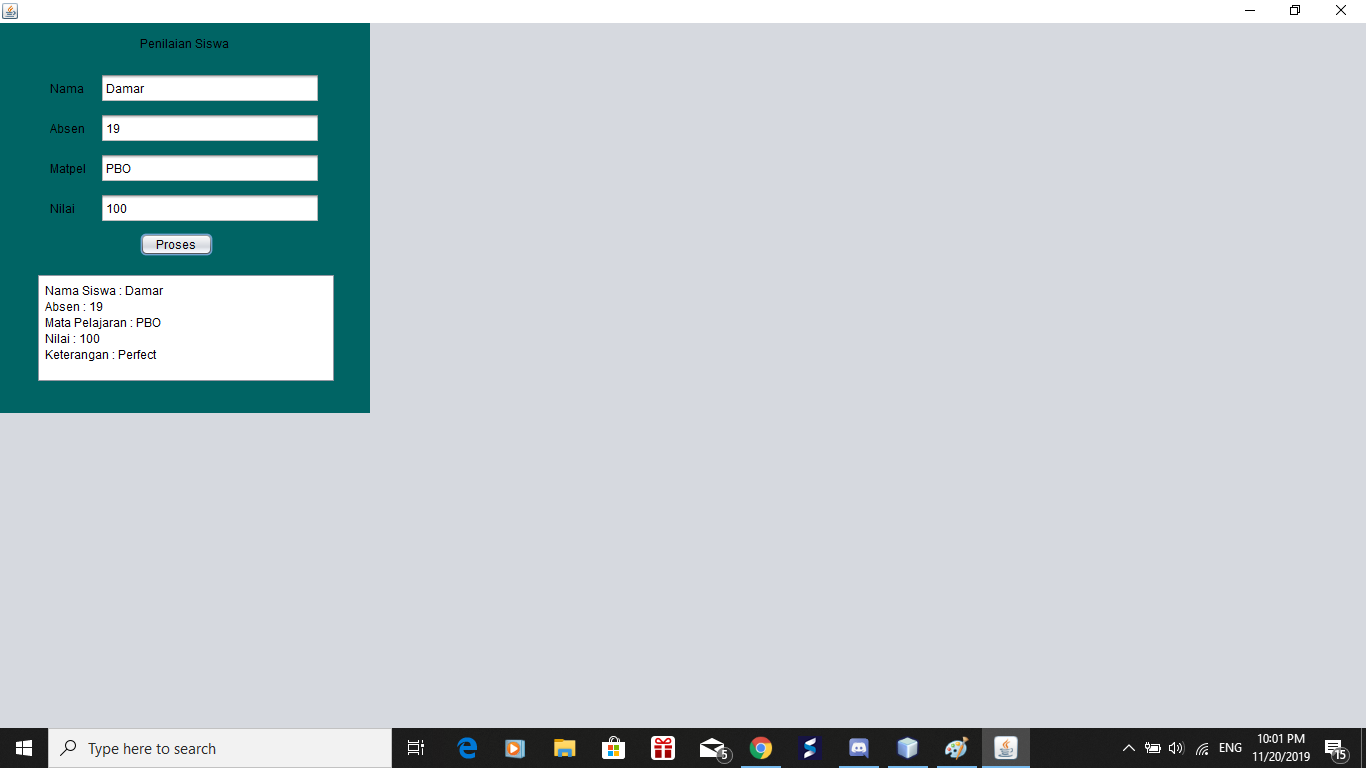 Penilaian Siswa
Nama Damar
Absen 19
Matpel PBO
Nilai 100
Proses
Nama Siswa : Damar
Absen : 19
Mata Pelajaran : PBO
Nilai : 100
Keterangan : Perfect
Type here to search
5
ENG
10:01 PM
11/20/2019
15